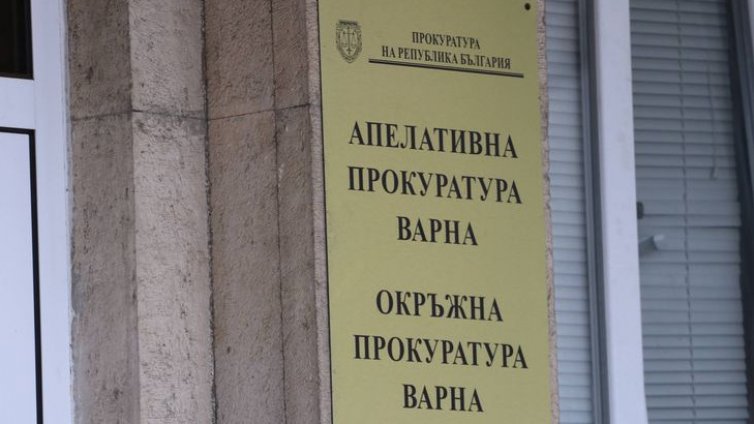 ПРОКУРАТУРА
НА РЕПУБЛИКА БЪЛГАРИЯ
АПЕЛАТИВНА
ПРОКУРАТУРА
ВАРНА
ОКРЪЖНА
ПРОКУРАТУРА
ВАРНА